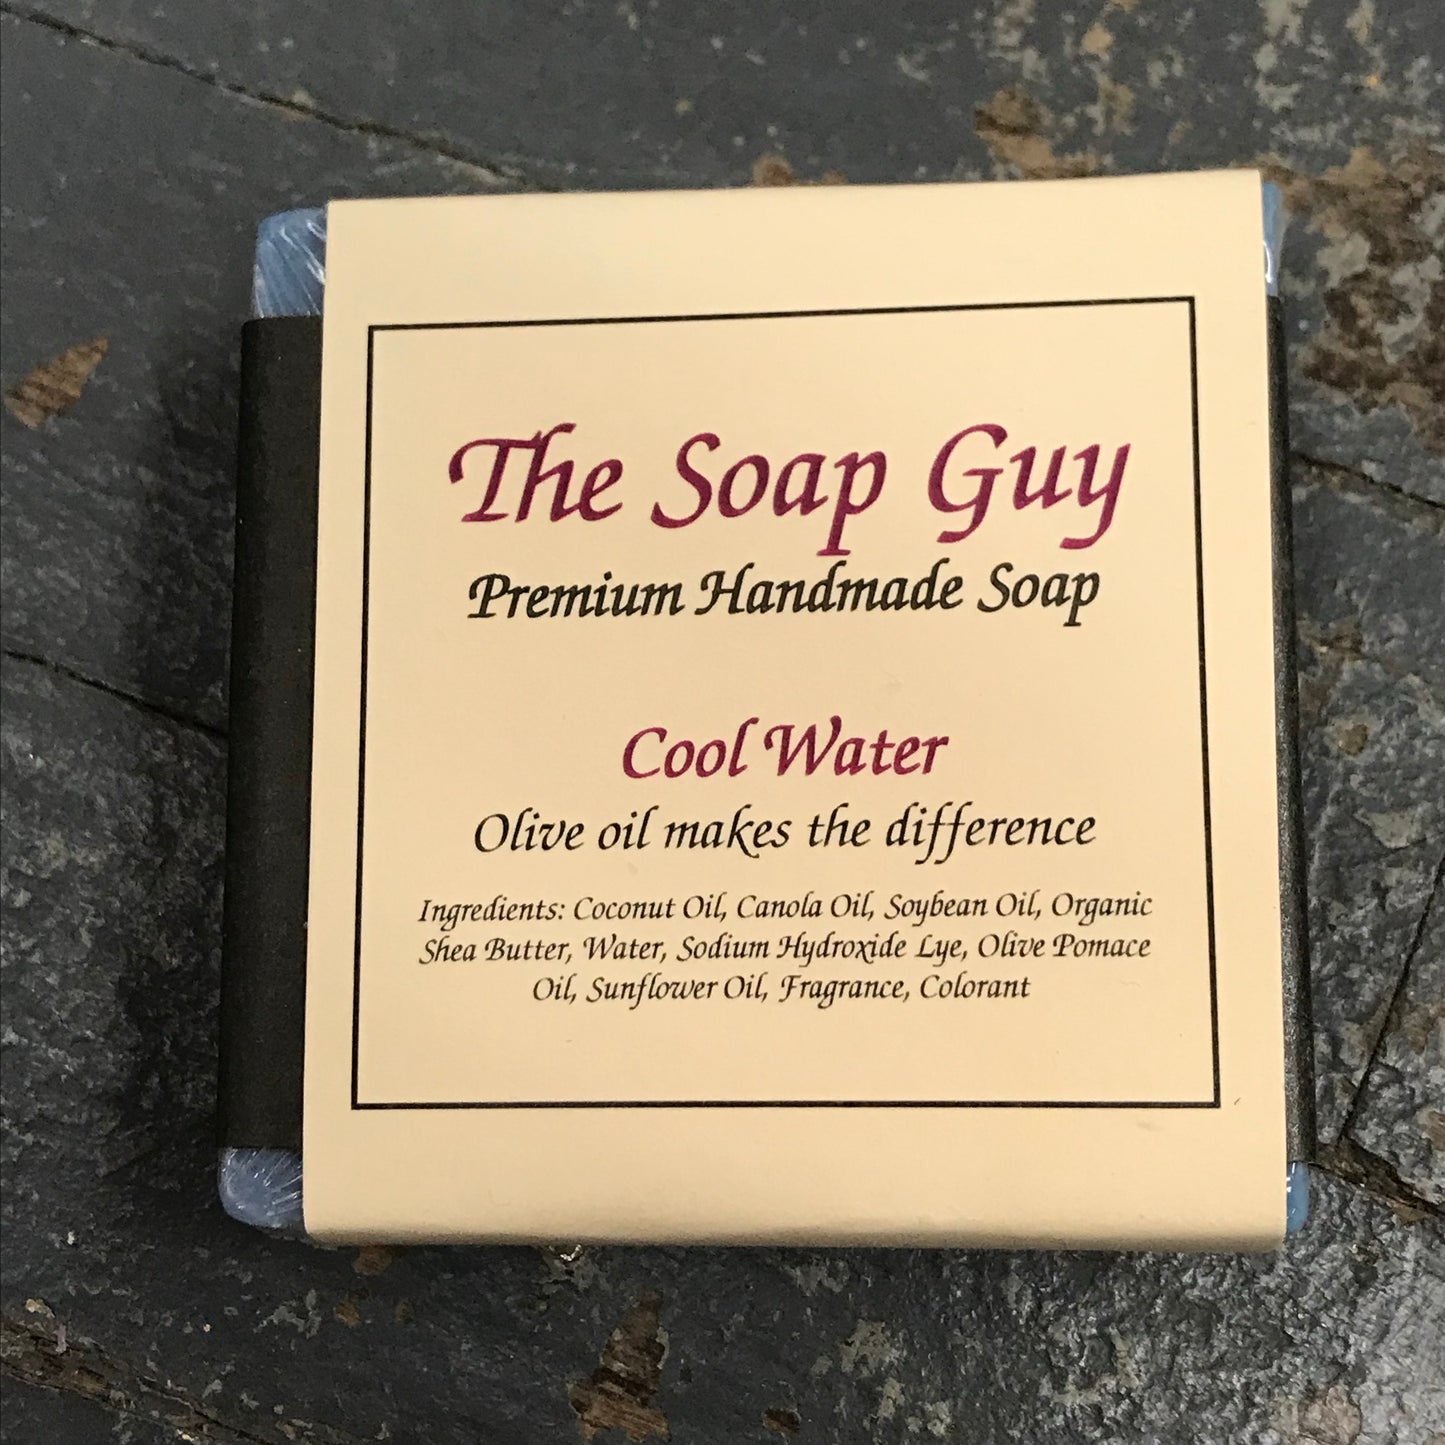 The Soap Guy
Premium Handmade Soap
Cool Water
Olive oil makes the difference
Ingredients: Coconut Oil, Canola Oil, Soybean Oil, Organic
Shea Butter, Water, Sodium Hydroxide Lye, Olive Pomace
Oil, Sunflower Oil, Fragrance, Colorant